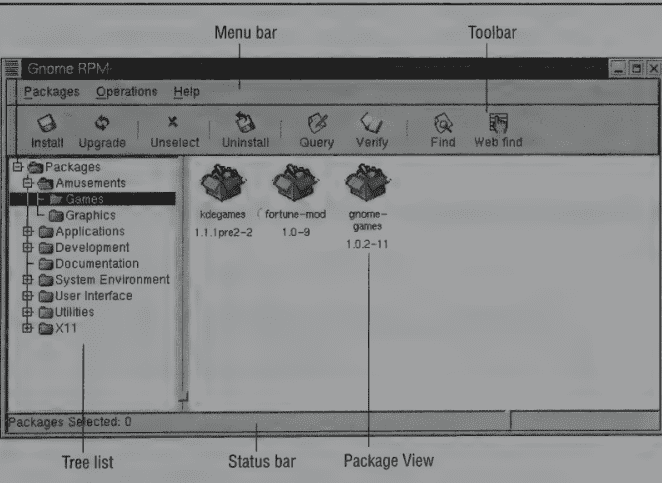 Menu bar Toolbar
Gnome RPM
Packages Operations Help
Install Upgrade Unselect Uninstall Query Verify Find Web find
Packages
Amusements
Games
Graphics
Applications
Development
Documentation
System Environment
User Interface
Utilities
X11
kdegames fortune-mod gnome-
games
1.1.1pre2-2 1.0-9
1.0.2-11
Packages Selected: 0
Tree list Status bar Package View